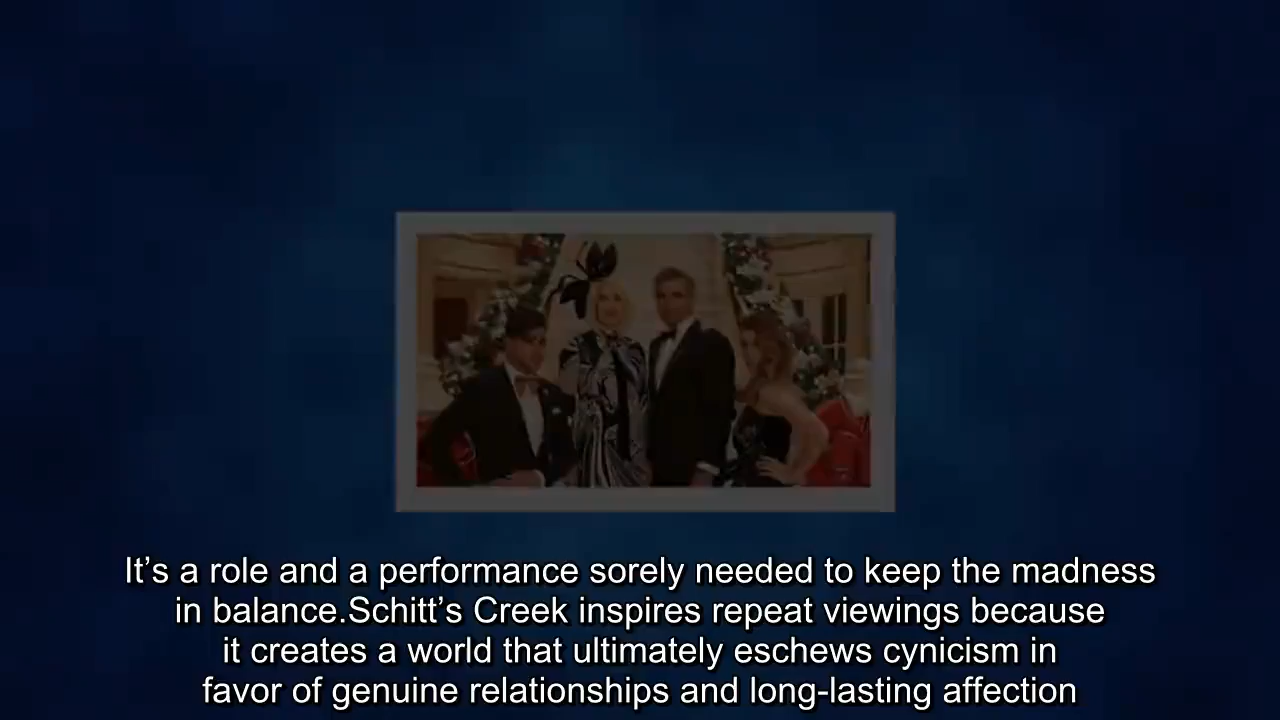 It’s a role and a performance sorely needed to keep the madness
in balance.Schitt’s Creek inspires repeat viewings because
it creates a world that ultimately eschews cynicism in
favor of genuine relationships and long-lasting affection